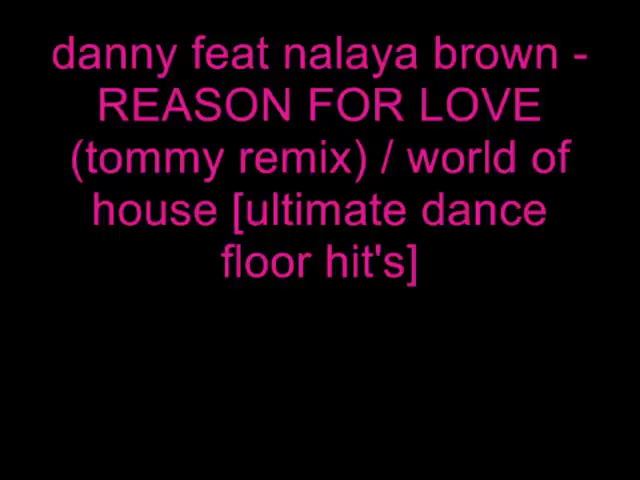 danny feat nalaya brown -
REASON FOR LOVE
(tommy remix) / world of
house [ultimate dance
floor hit's]